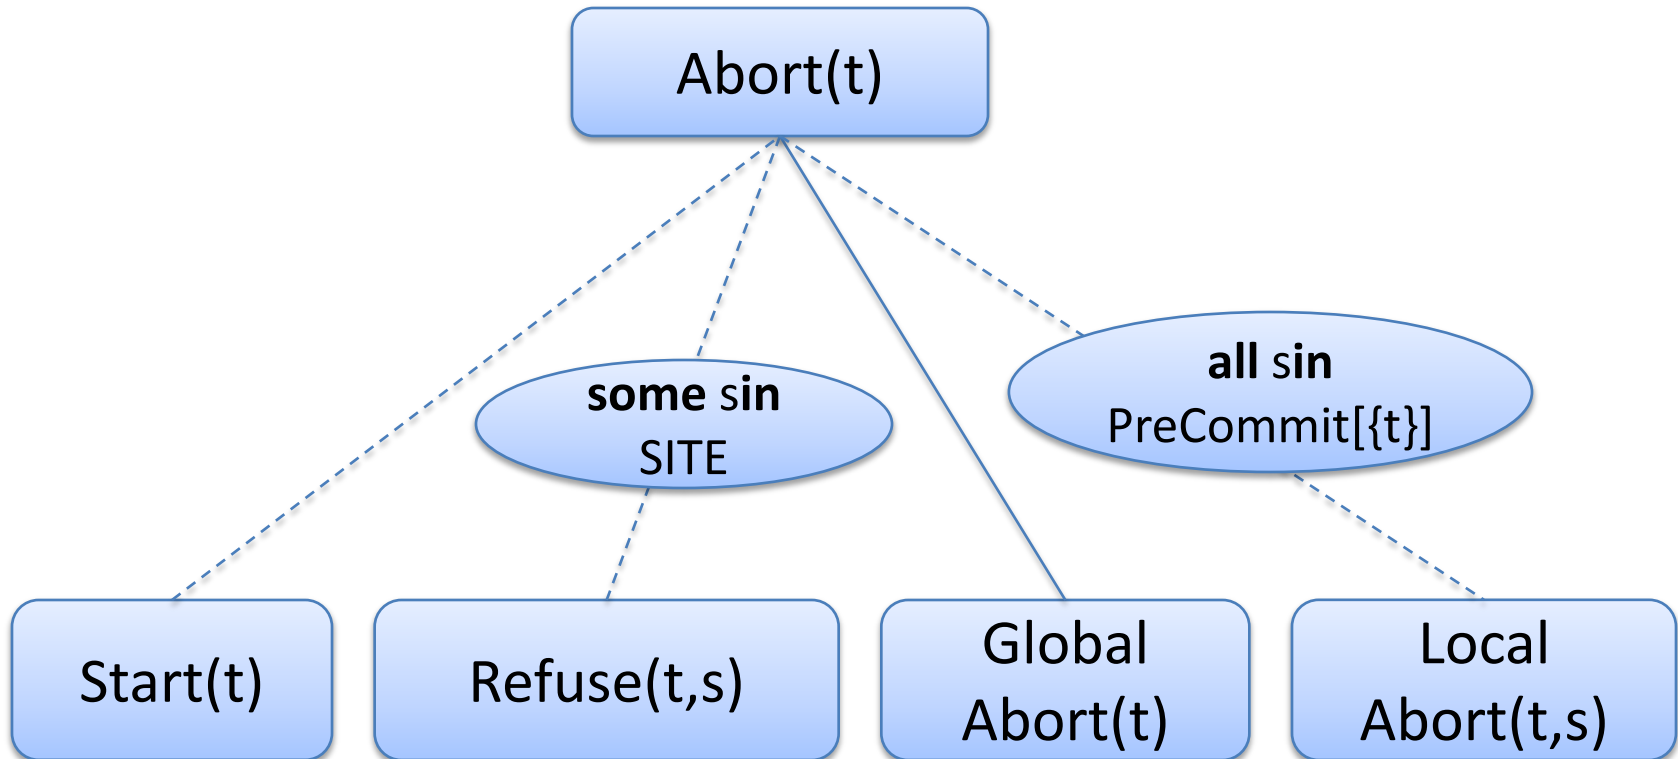 Abort(t)
some sin
SITE
all sin
PreCommit[{t}]
Start(t)
Refuse(t,s)
Global
Abort(t)
Local
Abort(t,s)